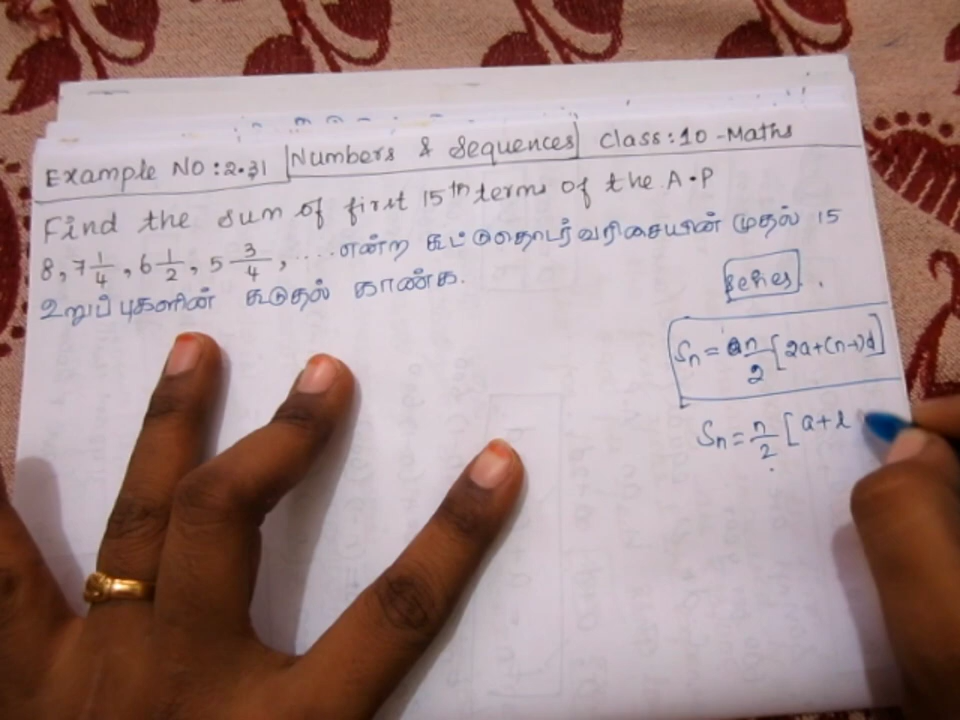 Example NO : 2.31 Numbers & Sequences Class : 10 - Maths
Find the sum of first 15th terms of the A.P
8, 7 1/4, 6 1/2, 5 3/4, .... என்ற கூட்டுதொடர் வரிசையின் முதல் 15
உறுப்புகளின் கூடுதல் காண்க.
Series
Sn = n/2 [2a+(n-1)d]
Sn = n/2 [a+l